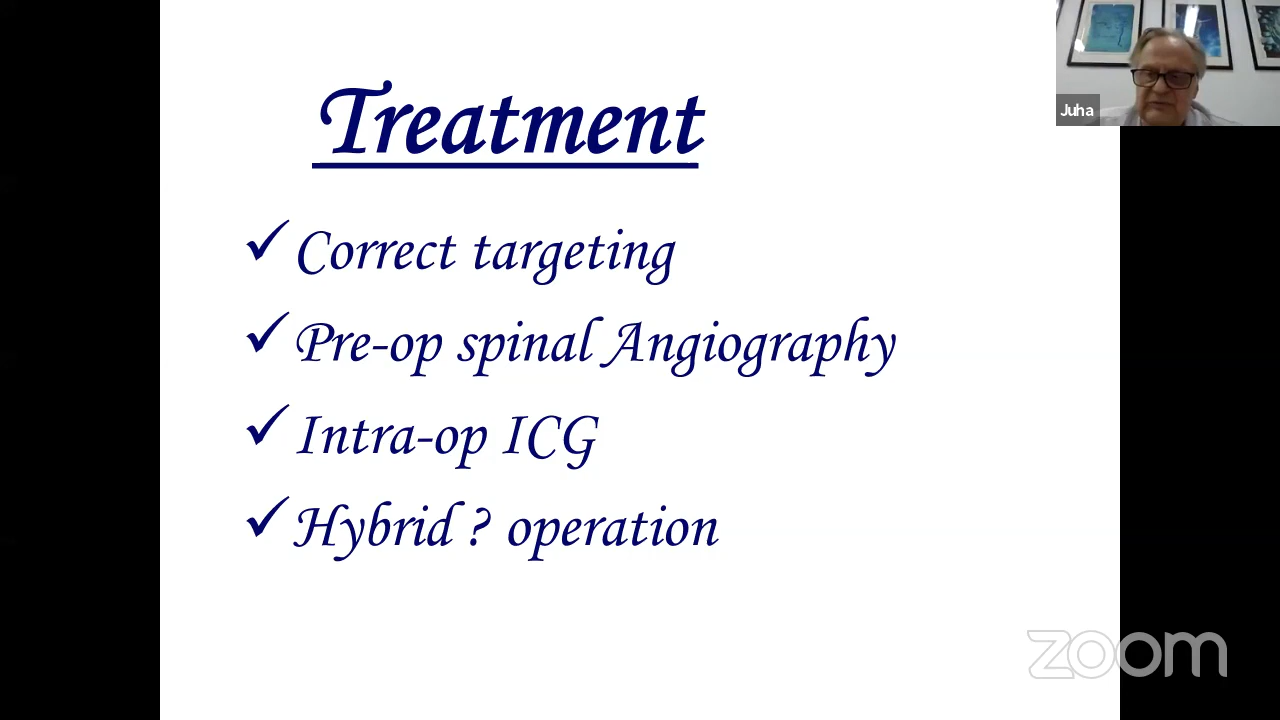 Treatment
Correct targeting
Pre-op spinal Angiography
Intra-op ICG
Hybrid ? operation
Juha
zoom